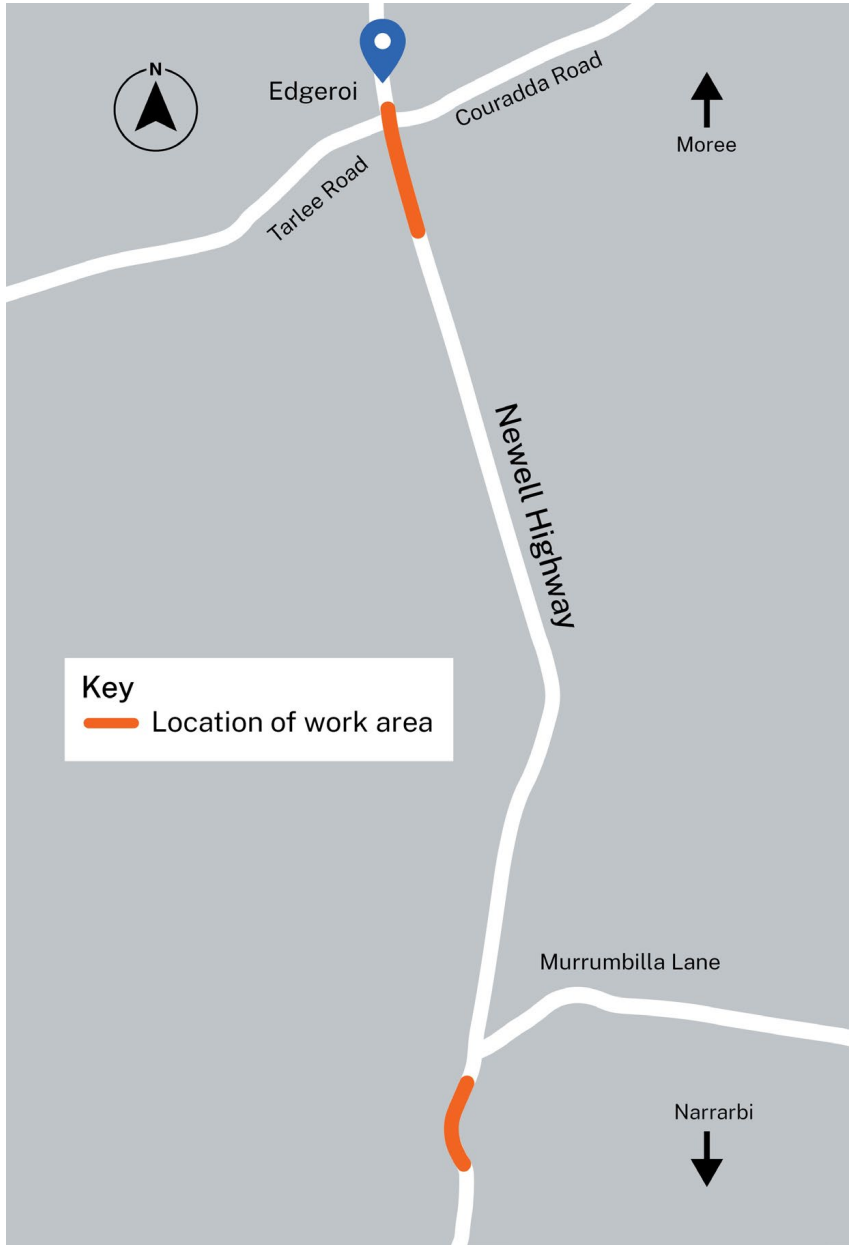 N
Edgeroi
Couradda Road
Moree
Tarlee Road
Newell Highway
Key
Location of work area
Murrumbilla Lane
Narrarbi